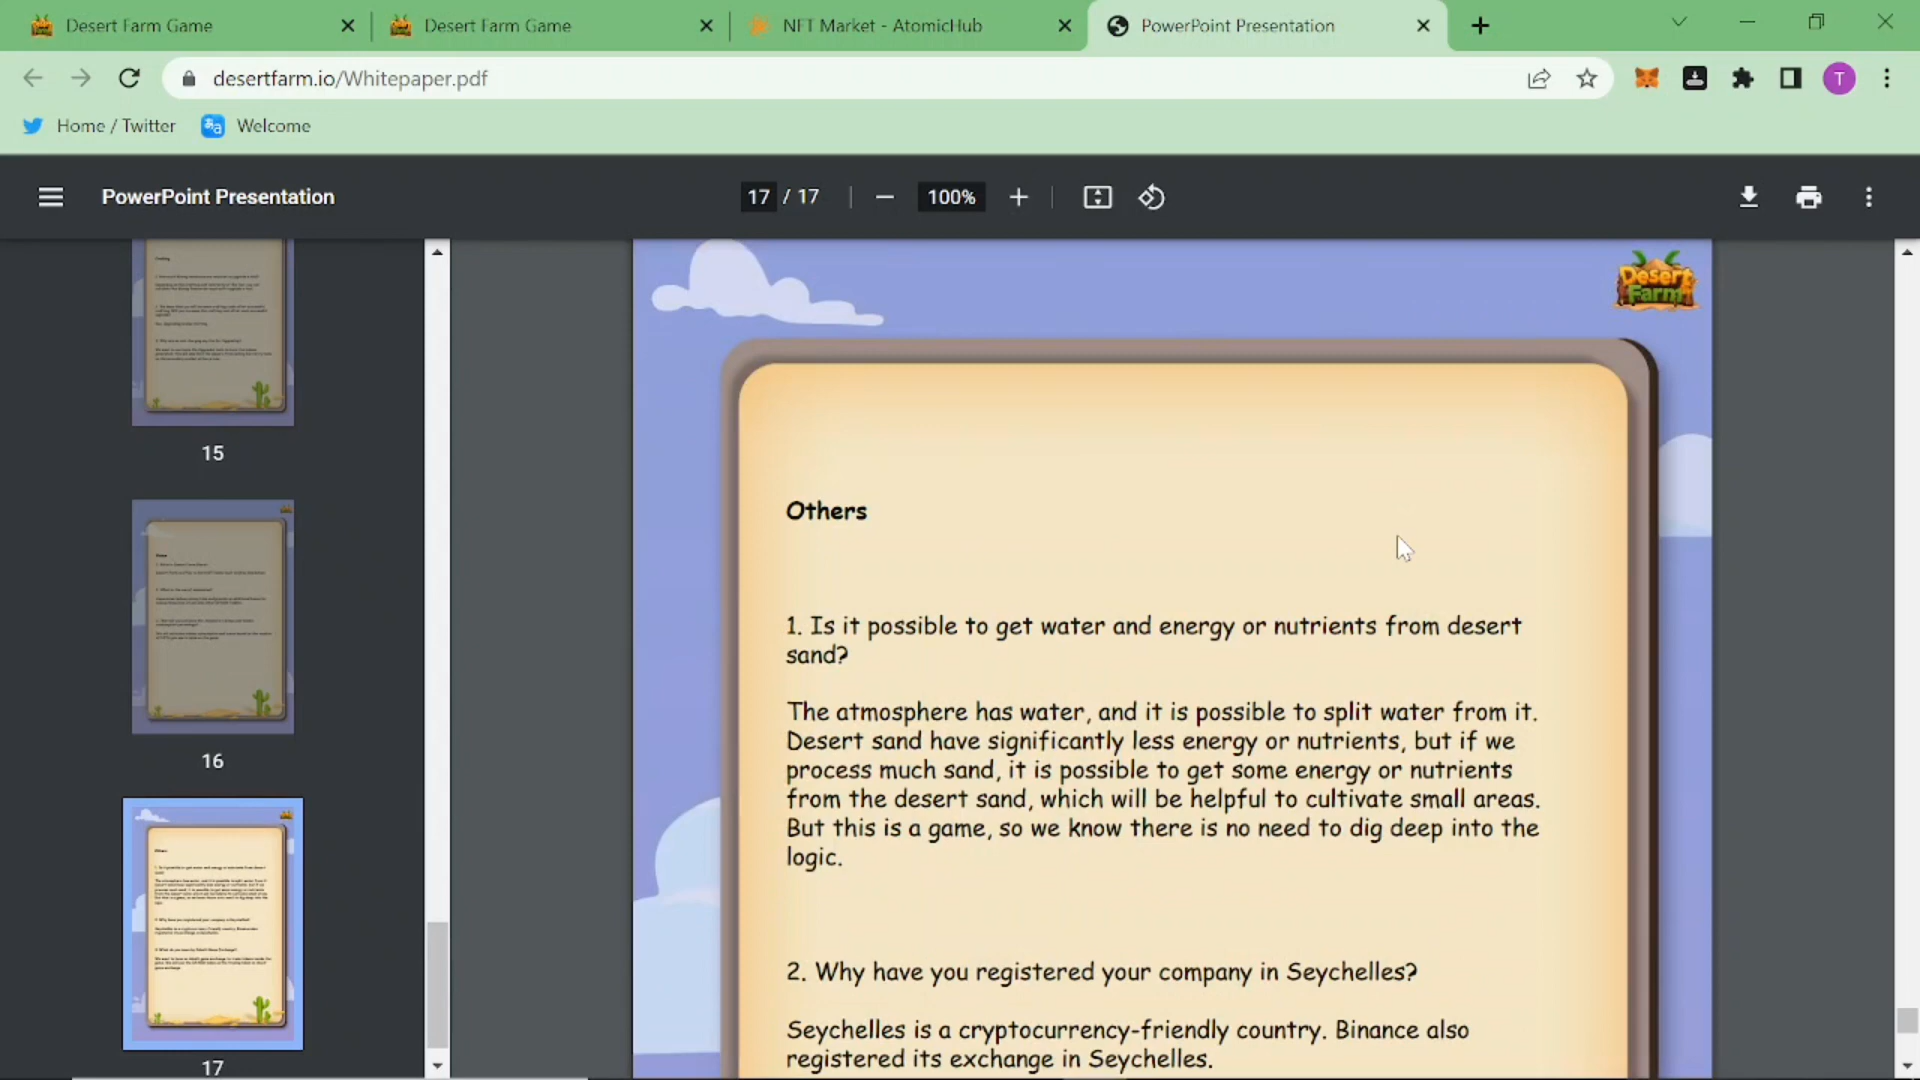 Desert Farm Game
Desert Farm Game
NFT Market - AtomicHub
PowerPoint Presentation
desertfarm.io/Whitepaper.pdf
T
Home / Twitter
Welcome
PowerPoint Presentation
17 / 17
100%
15
16
17
Desert
Farm
Others
1. Is it possible to get water and energy or nutrients from desert
sand?
The atmosphere has water, and it is possible to split water from it.
Desert sand have significantly less energy or nutrients, but if we
process much sand, it is possible to get some energy or nutrients
from the desert sand, which will be helpful to cultivate small areas.
But this is a game, so we know there is no need to dig deep into the
logic.
2. Why have you registered your company in Seychelles?
Seychelles is a cryptocurrency-friendly country. Binance also
registered its exchange in Seychelles.